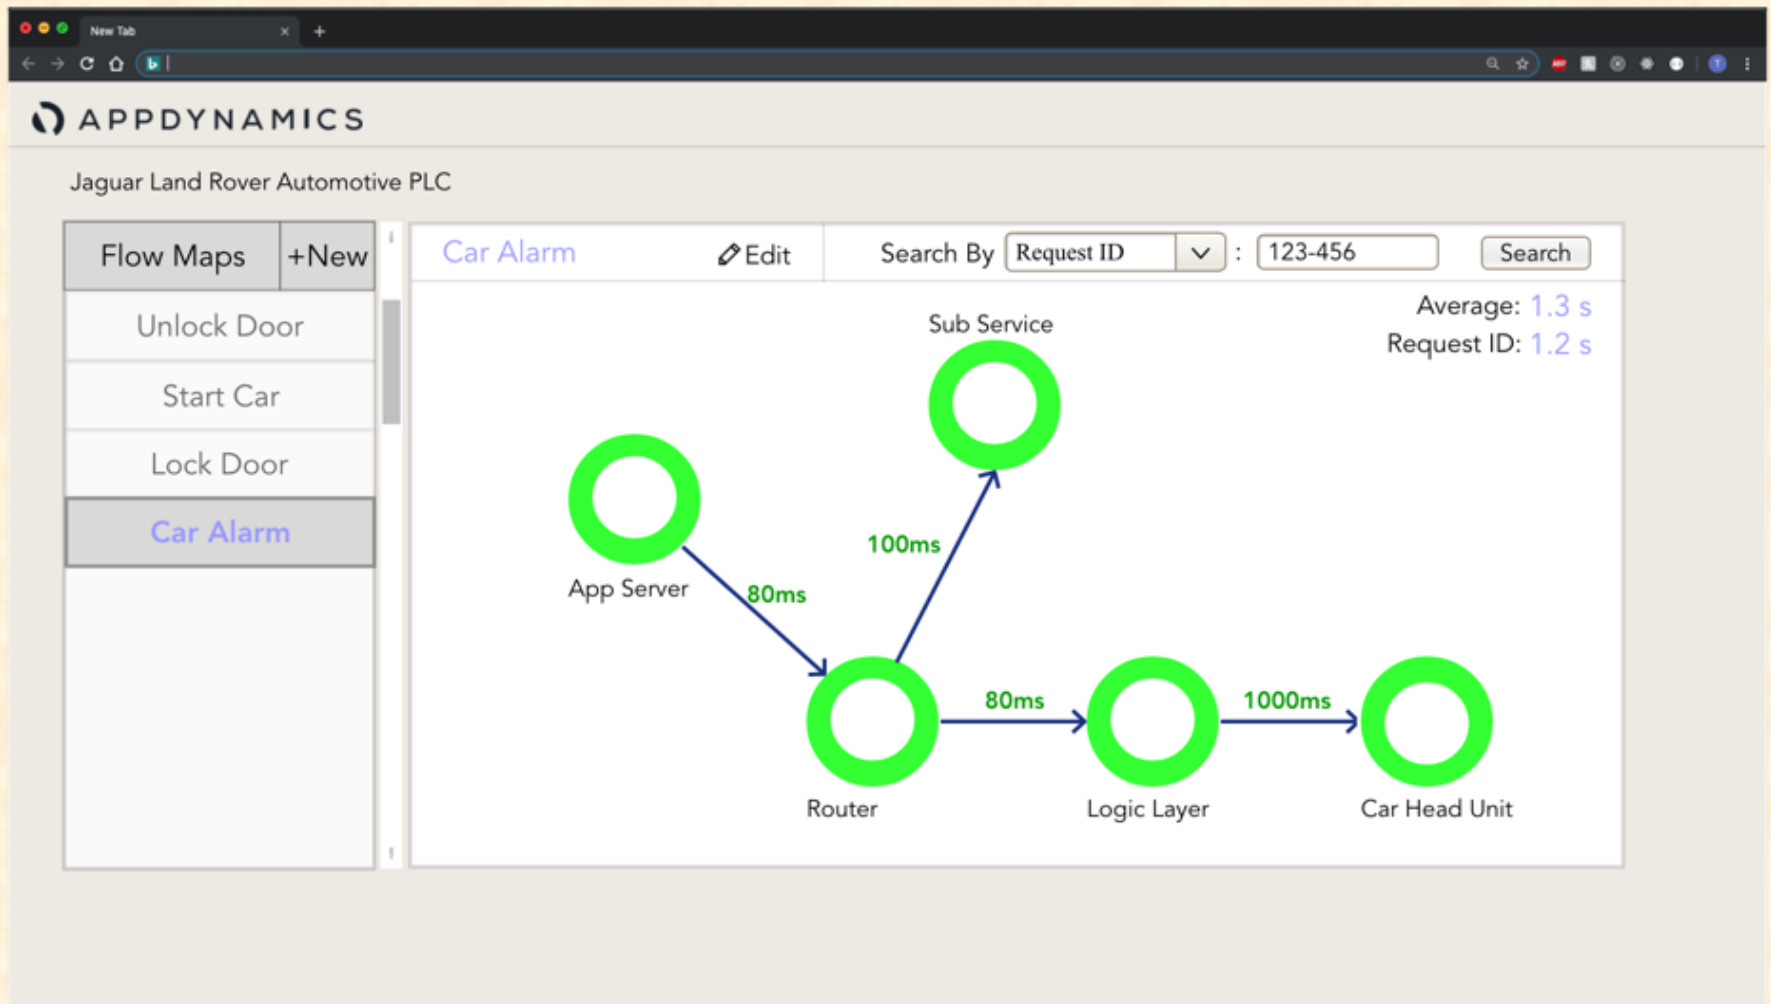 New Tab
APPDYNAMICS
Jaguar Land Rover Automotive PLC
Flow Maps +New
Unlock Door
Start Car
Lock Door
Car Alarm
Car Alarm Edit Search By Request ID : 123-456 Search
Average: 1.3 s
Request ID: 1.2 s
Sub Service
100ms
App Server
80ms
80ms
1000ms
Router
Logic Layer
Car Head Unit